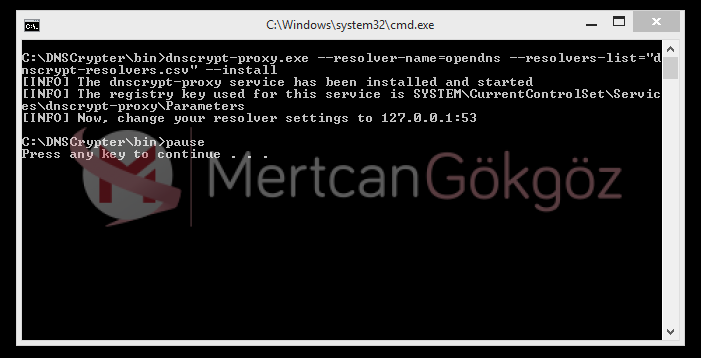 C:\Windows\system32\cmd.exe
C:\DNSCrypter\bin>dnscrypt-proxy.exe --resolver-name=opendns --resolvers-list="d
nscrypt-resolvers.csv" --install
[INFO] The dnscrypt-proxy service has been installed and started
[INFO] The registry key used for this service is SYSTEM\CurrentControlSet\Servic
es\dnscrypt-proxy\Parameters
[INFO] Now, change your resolver settings to 127.0.0.1:53
C:\DNSCrypter\bin>pause
Press any key to continue . . .
MertcanGökgöz